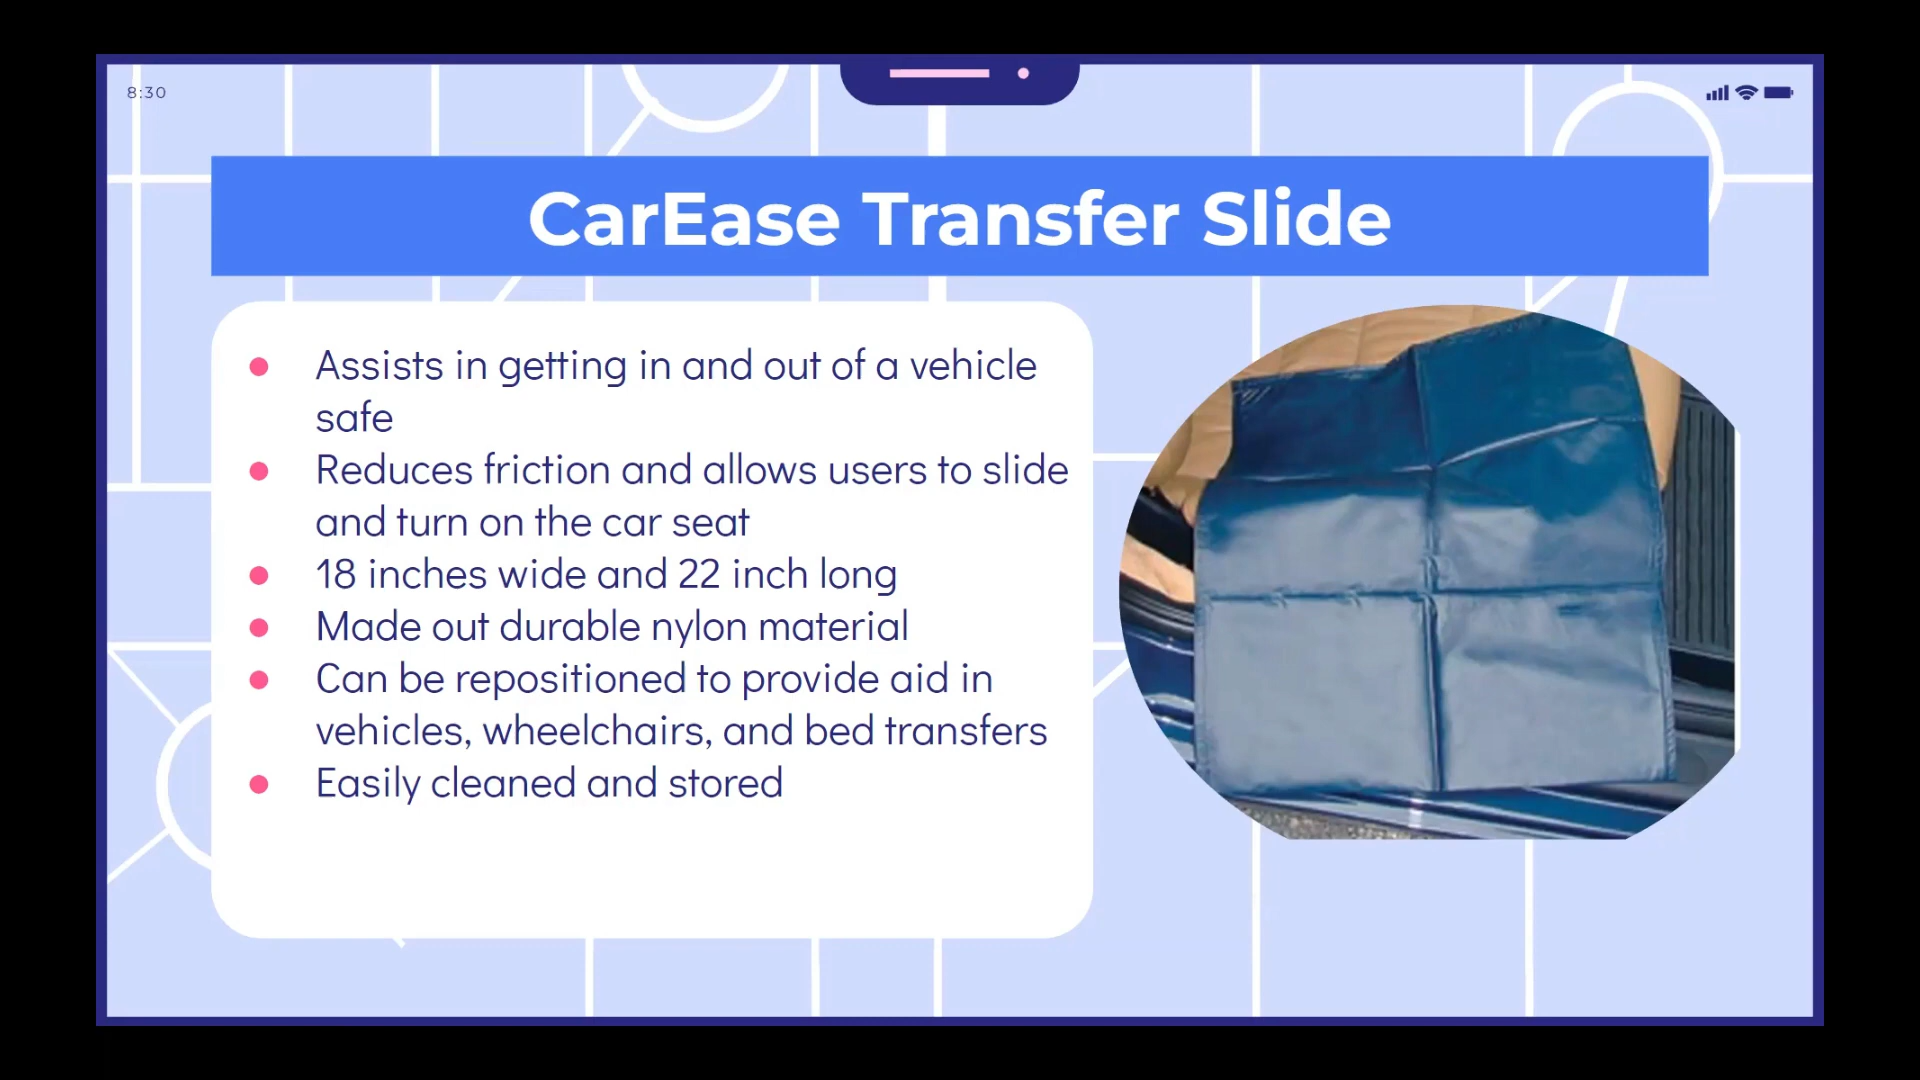 8:30
CarEase Transfer Slide
Assists in getting in and out of a vehicle
safe
Reduces friction and allows users to slide
and turn on the car seat
18 inches wide and 22 inch long
Made out durable nylon material
Can be repositioned to provide aid in
vehicles, wheelchairs, and bed transfers
Easily cleaned and stored